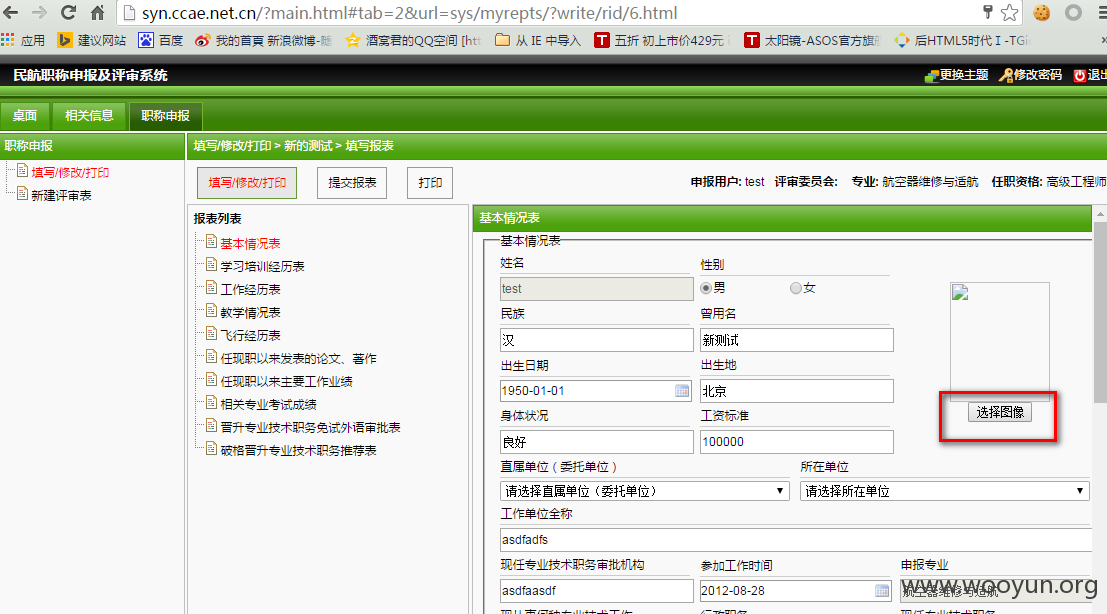 syn.ccae.net.cn/?main.html#tab=2&url=sys/myrepts/?write/rid/6.html
应用 建议网站 百度 我的首頁 新浪微博-随 酒窝君的QQ空间 [htt 从 IE 中导入 五折 初上市价429元 太阳镜-ASOS官方旗舰 后HTML5时代 I -TGi
民航职称申报及评审系统 更换主题 修改密码 退出
桌面 相关信息 职称申报
职称申报
填写/修改/打印 > 新的测试 > 填写报表
填写/修改/打印
新建评审表
填写/修改/打印 提交报表 打印
申报用户: test 评审委员会: 专业: 航空器维修与适航 任职资格: 高级工程师
报表列表
基本情况表
学习培训经历表
工作经历表
教学情况表
飞行经历表
任现职以来发表的论文、著作
任现职以来主要工作业绩
相关专业考试成绩
晋升专业技术职务免试外语审批表
破格晋升专业技术职务推荐表
基本情况表
基本情况表
姓名 性别
test 男 女
民族 曾用名
汉 新测试
出生日期 出生地
1950-01-01 北京
选择图像
身体状况 工资标准
良好 100000
直属单位（委托单位） 所在单位
请选择直属单位（委托单位） 请选择所在单位
工作单位全称
asdfadfs
现任专业技术职务审批机构 参加工作时间 申报专业
asdfaasdf 2012-08-28 航空器维修与适航
www.wooyun.org